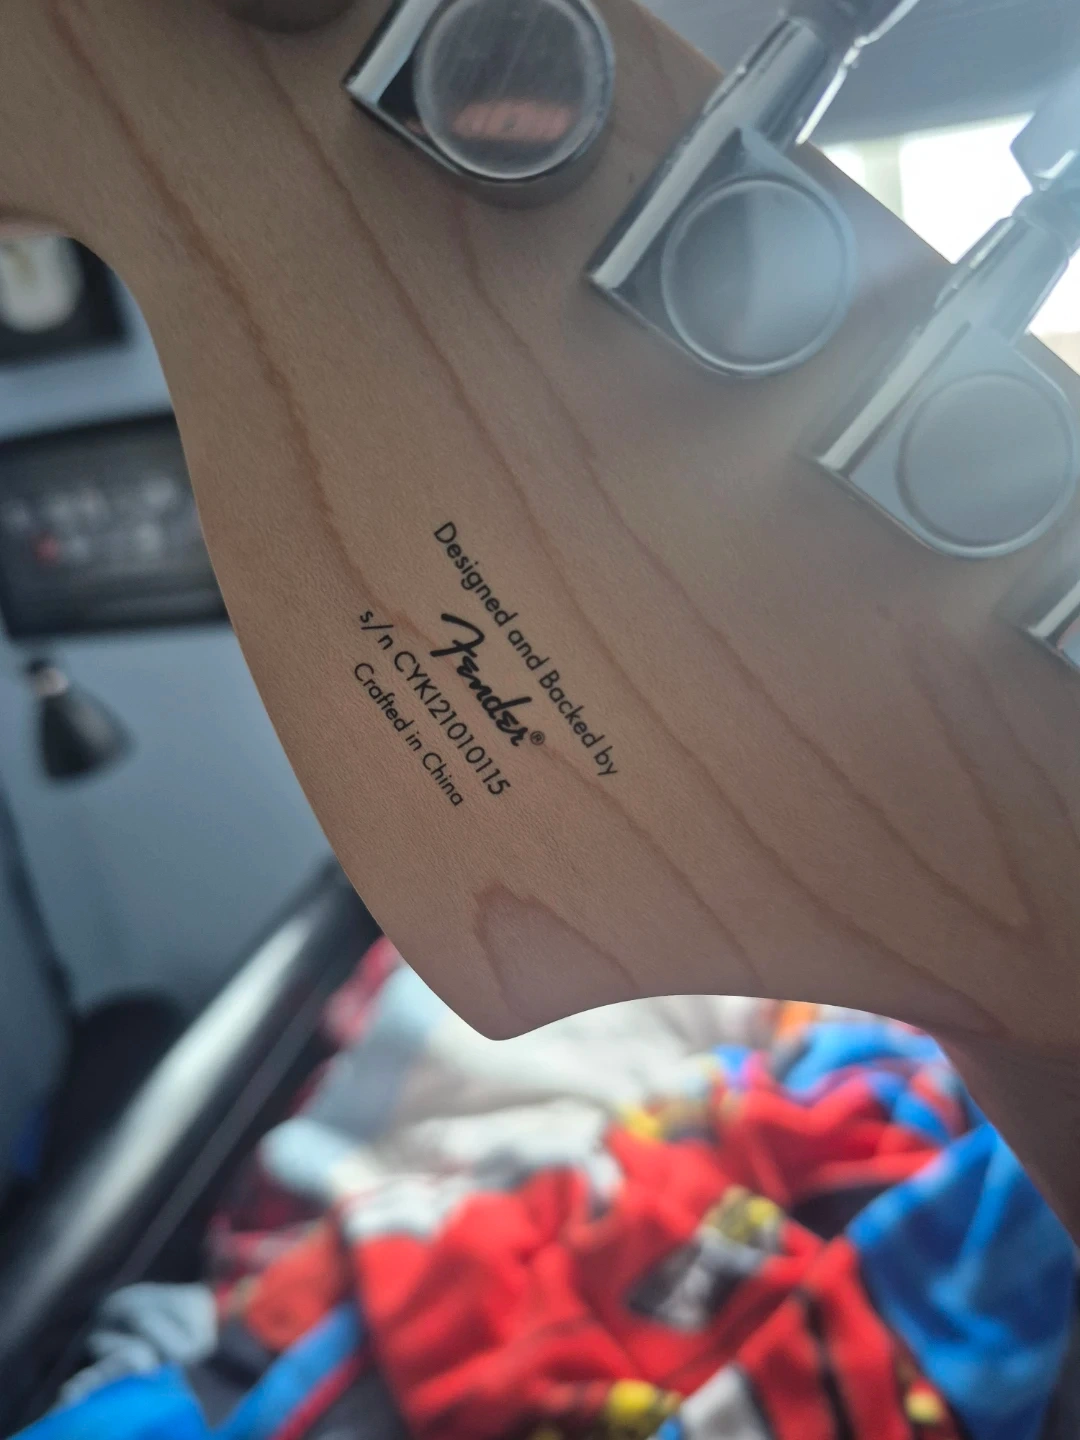 Designed and Backed by
Fender®
s/n CYKI21010115
Crafted in China